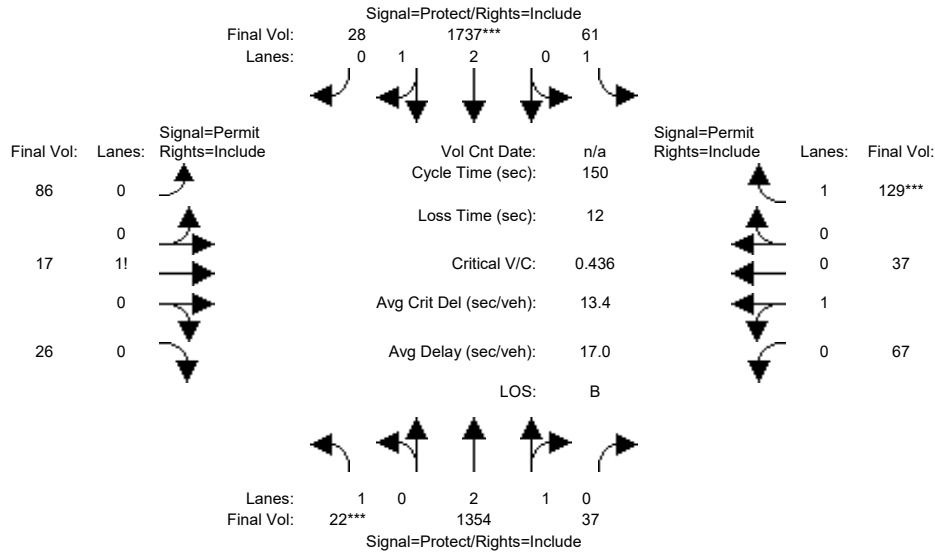 Signal=Protect/Rights=Include
Final Vol: 28 1737*** 61
Lanes: 0 1 2 0 1
Signal=Permit
Final Vol: Lanes: Rights=Include
Vol Cnt Date: n/a
Signal=Permit
Rights=Include Lanes: Final Vol:
Cycle Time (sec): 150
86 0
1 129***
Loss Time (sec): 12
0
0
17 1!
Critical V/C: 0.436
0 37
0
Avg Crit Del (sec/veh): 13.4
1
26 0
Avg Delay (sec/veh): 17.0
0 67
LOS: B
Lanes: 1 0 2 1 0
Final Vol: 22*** 1354 37
Signal=Protect/Rights=Include